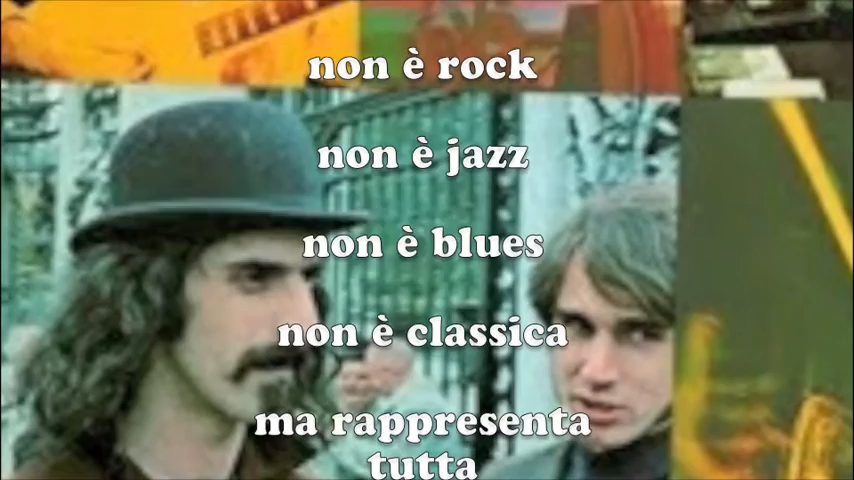 non è rock
non è jazz
non è blues
non è classica
ma rappresenta
tutta